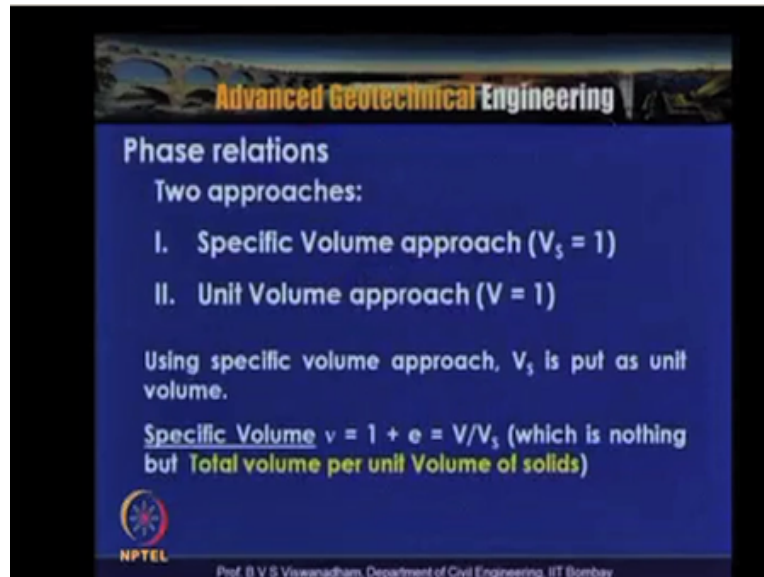 Advanced Geotechnical Engineering
Phase relations
Two approaches:
I. Specific Volume approach (Vₛ = 1)
II. Unit Volume approach (V = 1)
Using specific volume approach, Vₛ is put as unit
volume.
Specific Volume v = 1 + e = V/Vₛ (which is nothing
but Total volume per unit Volume of solids)
NPTEL
Prof. B V S Viswanadham, Department of Civil Engineering, IIT Bombay